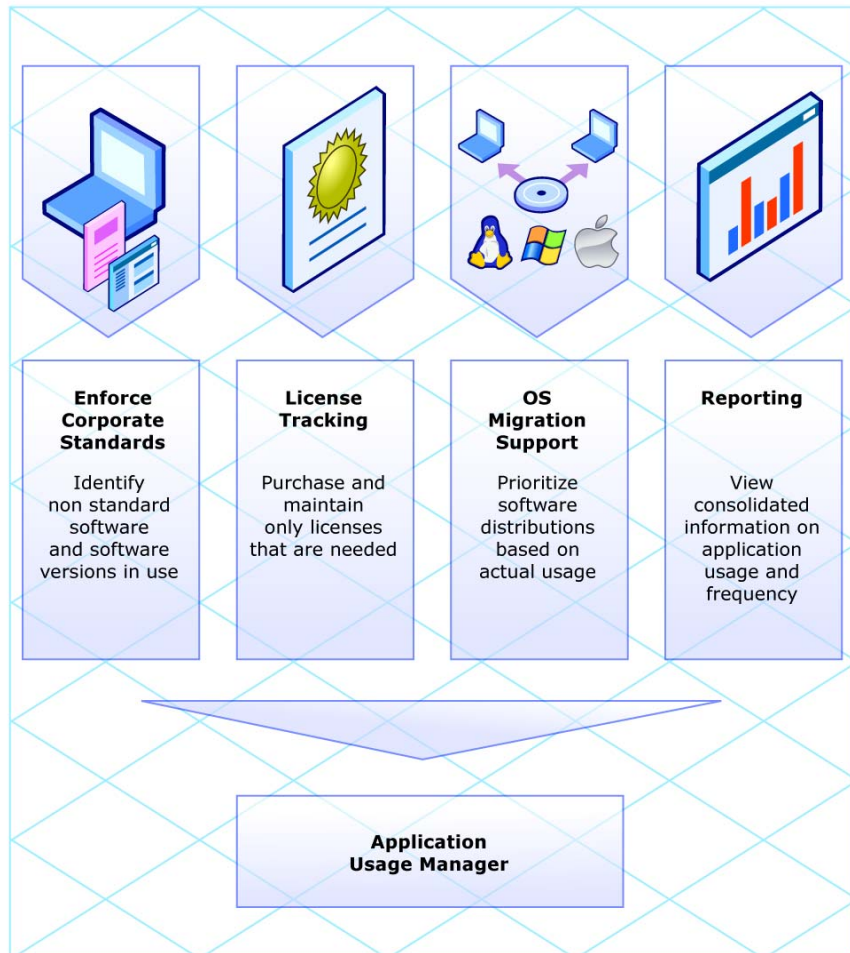 Enforce
Corporate
Standards
Identify
non standard
software
and software
versions in use
License
Tracking
Purchase and
maintain
only licenses
that are needed
OS
Migration
Support
Prioritize
software
distributions
based on
actual usage
Reporting
View
consolidated
information on
application
usage and
frequency
Application
Usage Manager